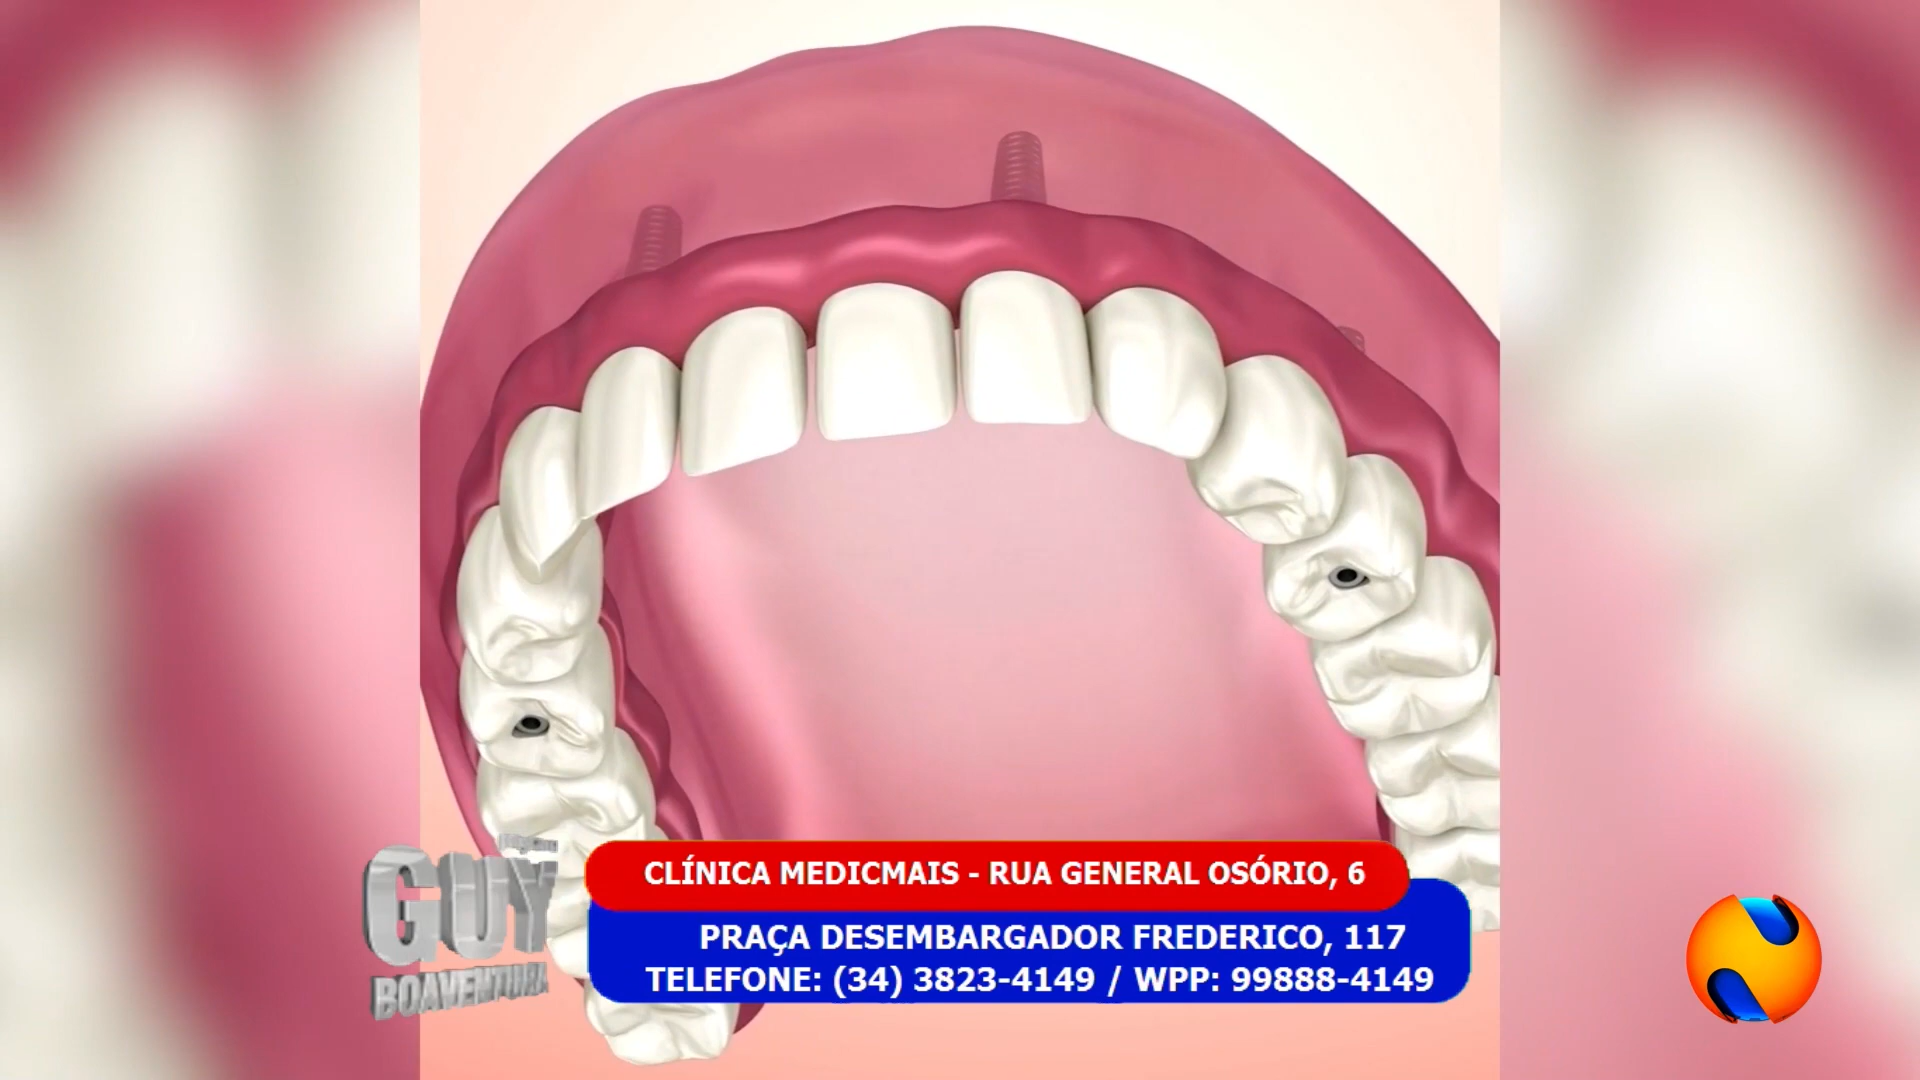 CLÍNICA MEDICMAIS - RUA GENERAL OSÓRIO, 6
PRAÇA DESEMBARGADOR FREDERICO, 117
TELEFONE: (34) 3823-4149 / WPP: 99888-4149
GUY
BOAVENTURA